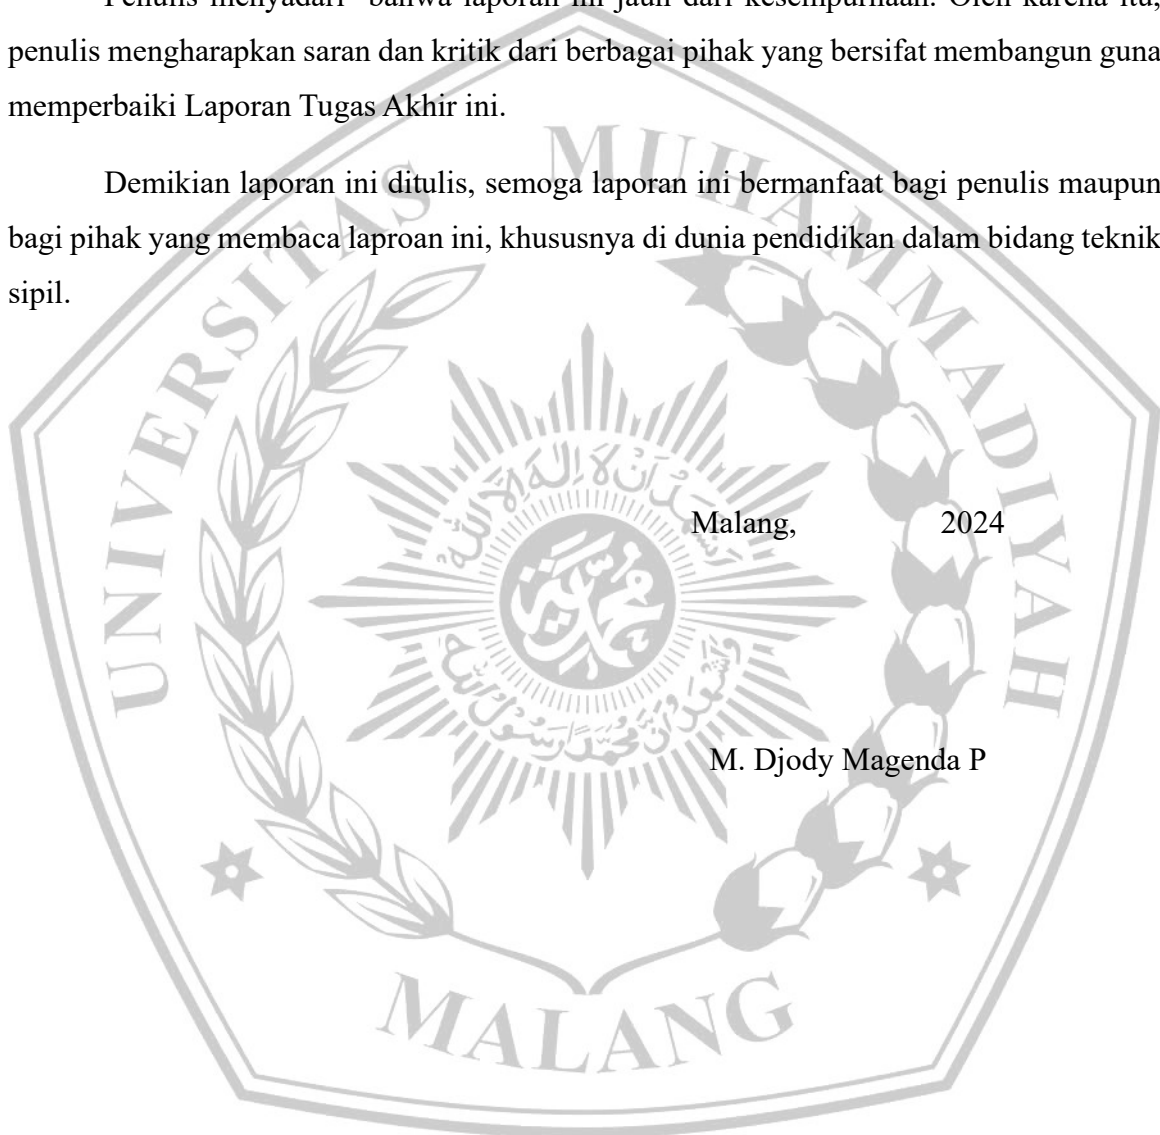 Penulis menyadari bahwa laporan ini jauh dari kesempurnaan. Oleh karena itu,
penulis mengharapkan saran dan kritik dari berbagai pihak yang bersifat membangun guna
memperbaiki Laporan Tugas Akhir ini.
Demikian laporan ini ditulis, semoga laporan ini bermanfaat bagi penulis maupun
bagi pihak yang membaca laproan ini, khususnya di dunia pendidikan dalam bidang teknik
sipil.
Malang, 2024
M. Djody Magenda P
UNIVERSITAS MUHAMMADIYAH
MALANG